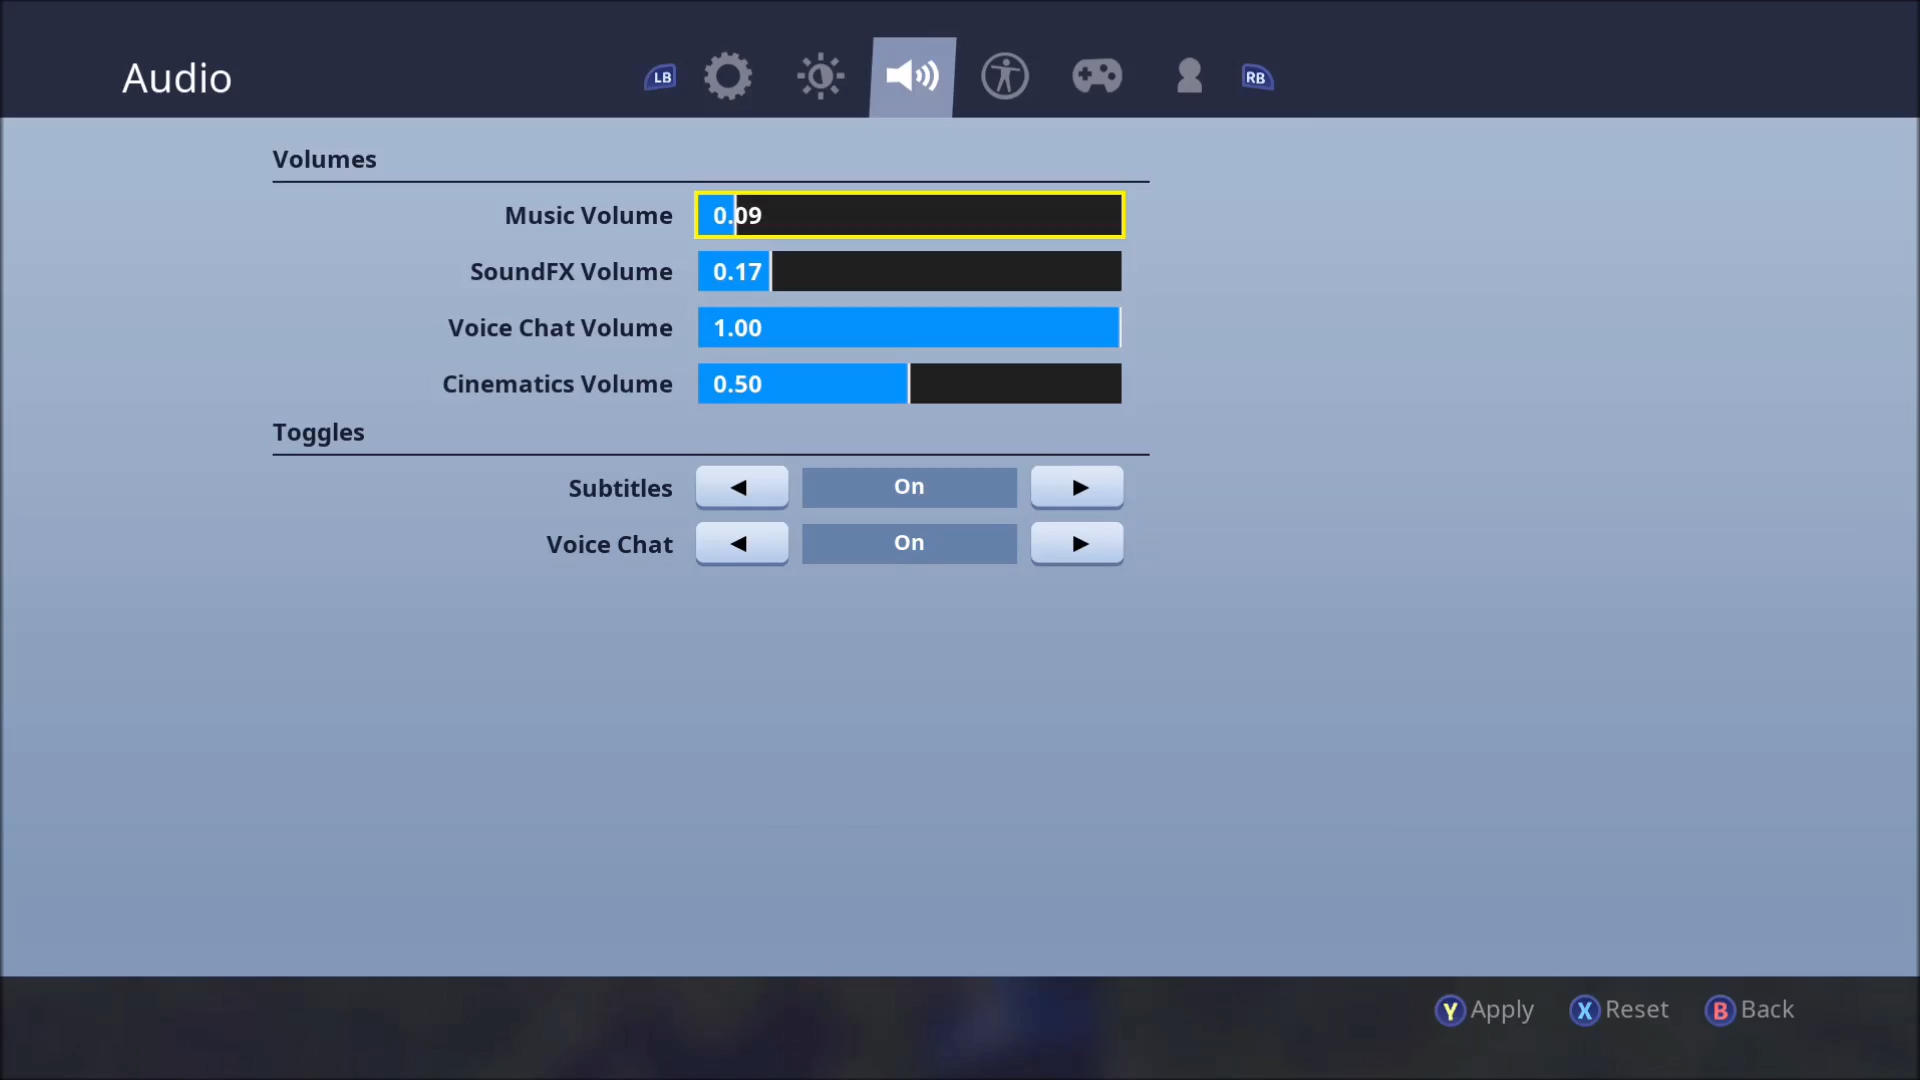 Audio
LB
RB
Volumes
Music Volume 0.09
SoundFX Volume 0.17
Voice Chat Volume 1.00
Cinematics Volume 0.50
Toggles
Subtitles On
Voice Chat On
Y Apply X Reset B Back